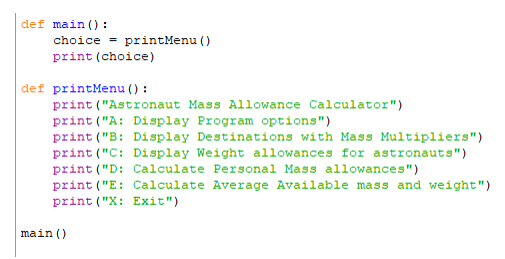 def main():
    choice = printMenu()
    print(choice)

def printMenu():
    print("Astronaut Mass Allowance Calculator")
    print("A: Display Program options")
    print("B: Display Destinations with Mass Multipliers")
    print("C: Display Weight allowances for astronauts")
    print("D: Calculate Personal Mass allowances")
    print("E: Calculate Average Available mass and weight")
    print("X: Exit")

main()